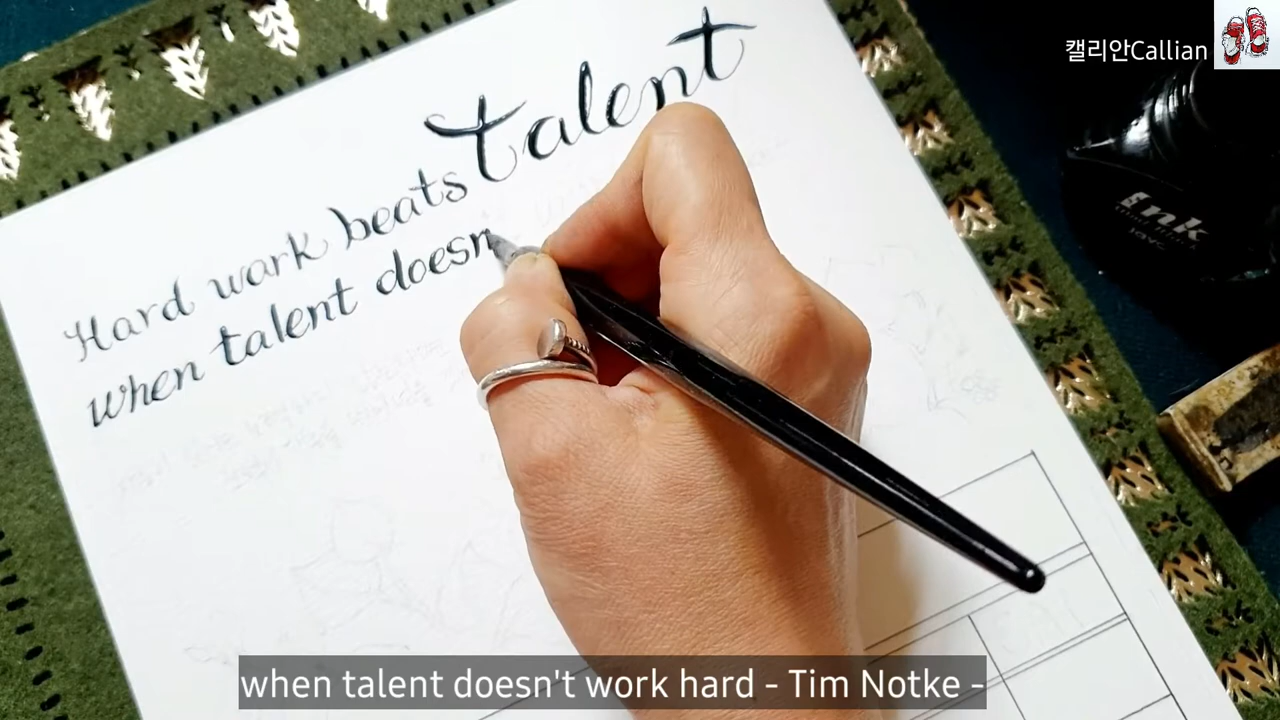 캘리안Callian
Hard work beats talent
when talent doesn
Ink
when talent doesn't work hard - Tim Notke -